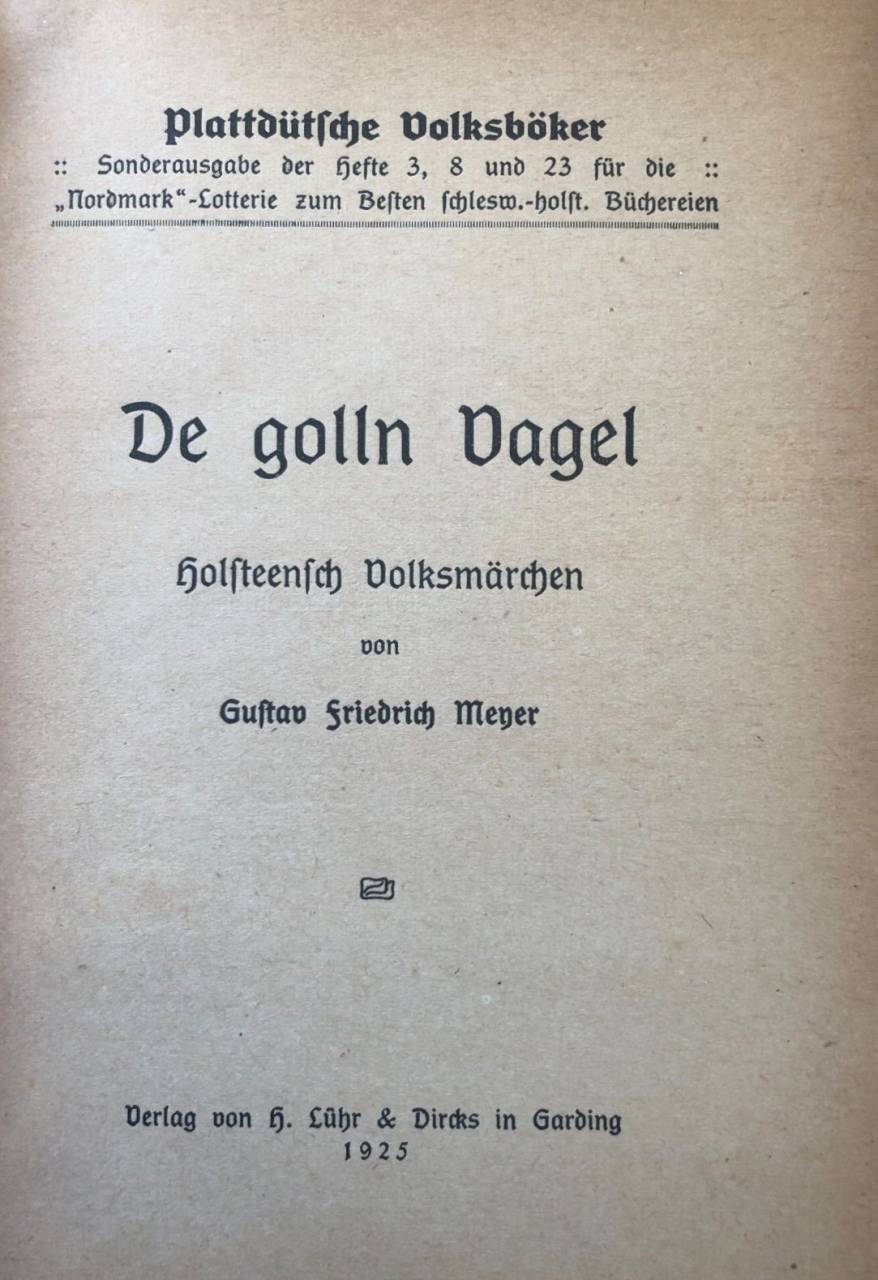 Plattdütſche Volksböker
:: Sonderausgabe der Hefte 3, 8 und 23 für die ::
„Nordmark“-Lotterie zum Beſten ſchlesw.-holſt. Büchereien
De golln Vagel
Holſteenſch Volksmärchen
von
Guſtav Friedrich Meyer
Verlag von H. Lühr & Dircks in Garding
1925